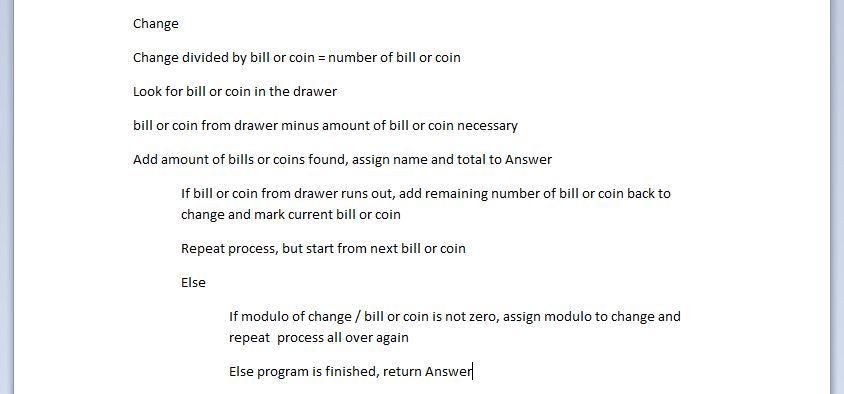 Change
Change divided by bill or coin = number of bill or coin
Look for bill or coin in the drawer
bill or coin from drawer minus amount of bill or coin necessary
Add amount of bills or coins found, assign name and total to Answer
If bill or coin from drawer runs out, add remaining number of bill or coin back to
change and mark current bill or coin
Repeat process, but start from next bill or coin
Else
If modulo of change / bill or coin is not zero, assign modulo to change and
repeat  process all over again
Else program is finished, return Answer